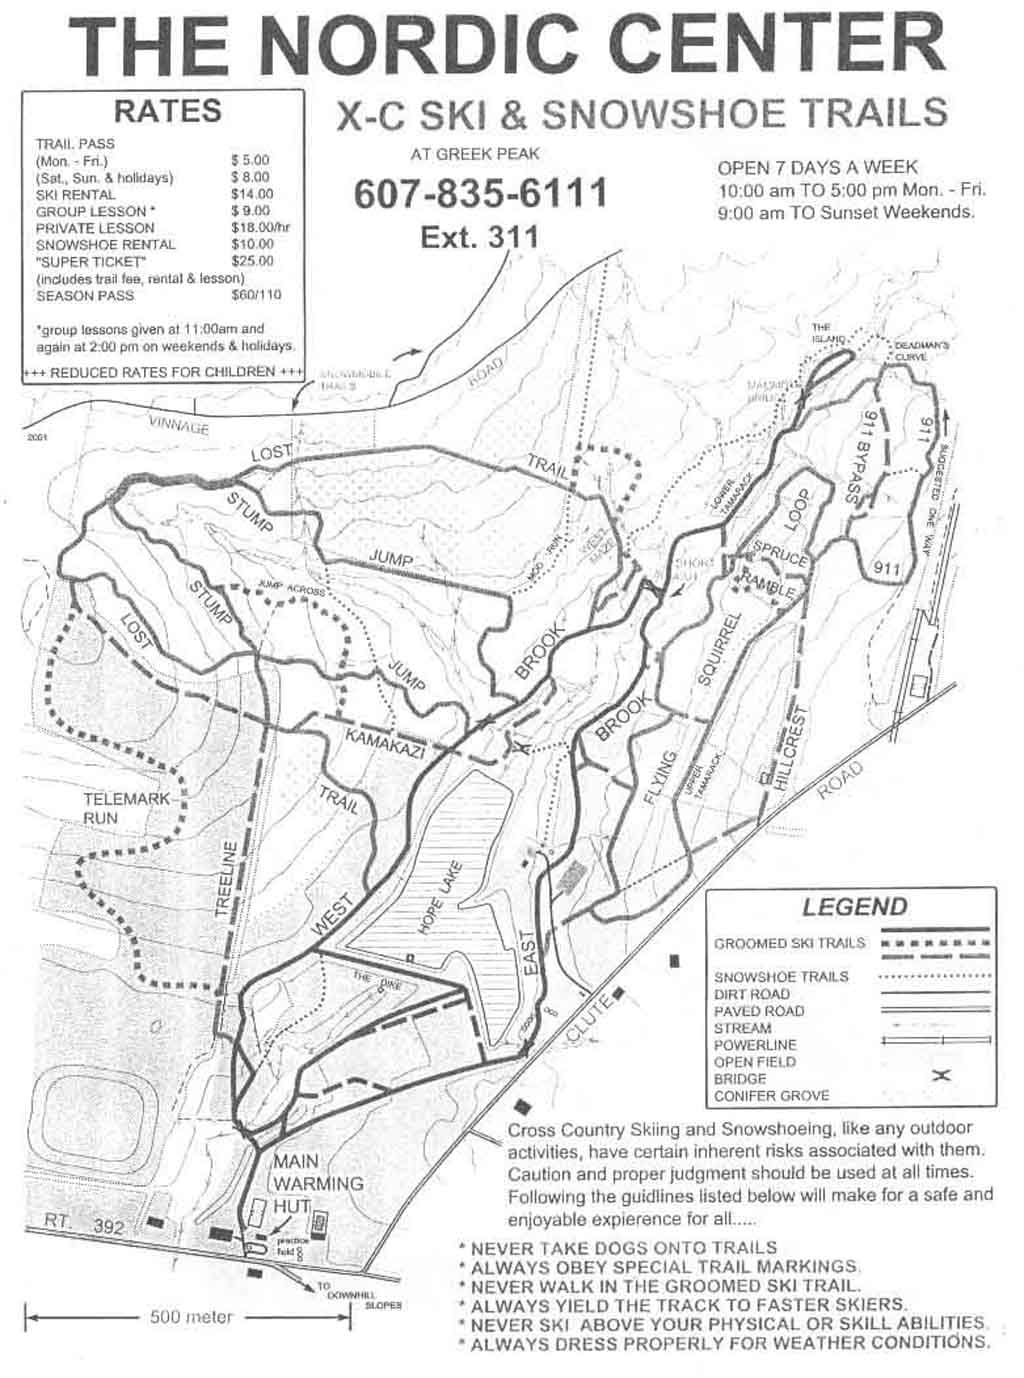 THE NORDIC CENTER
X-C SKI & SNOWSHOE TRAILS
AT GREEK PEAK
607-835-6111
Ext. 311
OPEN 7 DAYS A WEEK
10:00 am TO 5:00 pm Mon. - Fri.
9:00 am TO Sunset Weekends.
RATES
TRAIL PASS
(Mon. - Fri.) $ 5.00
(Sat., Sun. & holidays) $ 8.00
SKI RENTAL $14.00
GROUP LESSON * $ 9.00
PRIVATE LESSON $18.00/hr
SNOWSHOE RENTAL $10.00
"SUPER TICKET" $25.00
(includes trail fee, rental & lesson)
SEASON PASS $60/110
*group lessons given at 11:00am and
again at 2:00 pm on weekends & holidays.
+++ REDUCED RATES FOR CHILDREN +++
2001
SNOWMOBILE
TRAILS
VINNAGE
ROAD
THE
ISLAND
DEADMAN'S
CURVE
LOST
TRAIL
STUMP
JUMP
LOWER
TAMARACK
911 BYPASS
911
SUGGESTED ONE WAY
LOOP
SPRUCE
RAMBLE
911
MOD RUN
WEST
MAZE
SHORT
CUT
JUMP ACROSS
LOST
STUMP
JUMP
BROOK
SQUIRREL
KAMAKAZI
BROOK
FLYING
UPPER
TAMARACK
HILLCREST
ROAD
TELEMARK
RUN
TRAIL
TREELINE
WEST
HOPE LAKE
EAST
THE DIKE
CLUTE
LEGEND
GROOMED SKI TRAILS
SNOWSHOE TRAILS
DIRT ROAD
PAVED ROAD
STREAM
POWERLINE
OPEN FIELD
BRIDGE
CONIFER GROVE
MAIN
WARMING
HUT
practice
field
RT. 392
TO
DOWNHILL
SLOPES
500 meter
Cross Country Skiing and Snowshoeing, like any outdoor
activities, have certain inherent risks associated with them.
Caution and proper judgment should be used at all times.
Following the guidlines listed below will make for a safe and
enjoyable expierence for all.....
* NEVER TAKE DOGS ONTO TRAILS
* ALWAYS OBEY SPECIAL TRAIL MARKINGS.
* NEVER WALK IN THE GROOMED SKI TRAIL.
* ALWAYS YIELD THE TRACK TO FASTER SKIERS.
* NEVER SKI ABOVE YOUR PHYSICAL OR SKILL ABILITIES.
* ALWAYS DRESS PROPERLY FOR WEATHER CONDITIONS.